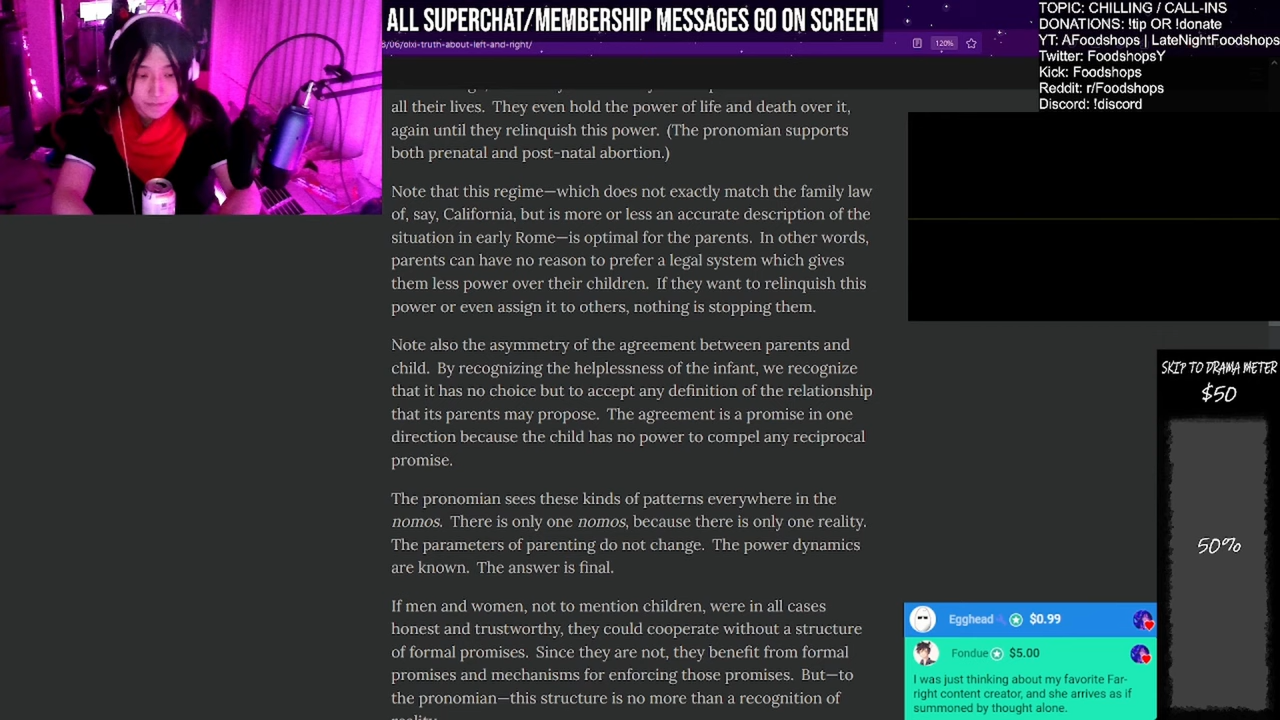 ALL SUPERCHAT/MEMBERSHIP MESSAGES GO ON SCREEN
/06/olxi-truth-about-left-and-right/
120%
TOPIC: CHILLING / CALL-INS
DONATIONS: !tip OR !donate
YT: AFoodshops | LateNightFoodshops
Twitter: FoodshopsY
Kick: Foodshops
Reddit: r/Foodshops
Discord: !discord
all their lives. They even hold the power of life and death over it,
again until they relinquish this power. (The pronomian supports
both prenatal and post-natal abortion.)
Note that this regime—which does not exactly match the family law
of, say, California, but is more or less an accurate description of the
situation in early Rome—is optimal for the parents. In other words,
parents can have no reason to prefer a legal system which gives
them less power over their children. If they want to relinquish this
power or even assign it to others, nothing is stopping them.
Note also the asymmetry of the agreement between parents and
child. By recognizing the helplessness of the infant, we recognize
that it has no choice but to accept any definition of the relationship
that its parents may propose. The agreement is a promise in one
direction because the child has no power to compel any reciprocal
promise.
The pronomian sees these kinds of patterns everywhere in the
nomos. There is only one nomos, because there is only one reality.
The parameters of parenting do not change. The power dynamics
are known. The answer is final.
If men and women, not to mention children, were in all cases
honest and trustworthy, they could cooperate without a structure
of formal promises. Since they are not, they benefit from formal
promises and mechanisms for enforcing those promises. But—to
the pronomian—this structure is no more than a recognition of
reality.
SKIP TO DRAMA METER
$50
50%
Egghead $0.99
Fondue $5.00
I was just thinking about my favorite Far-
right content creator, and she arrives as if
summoned by thought alone.